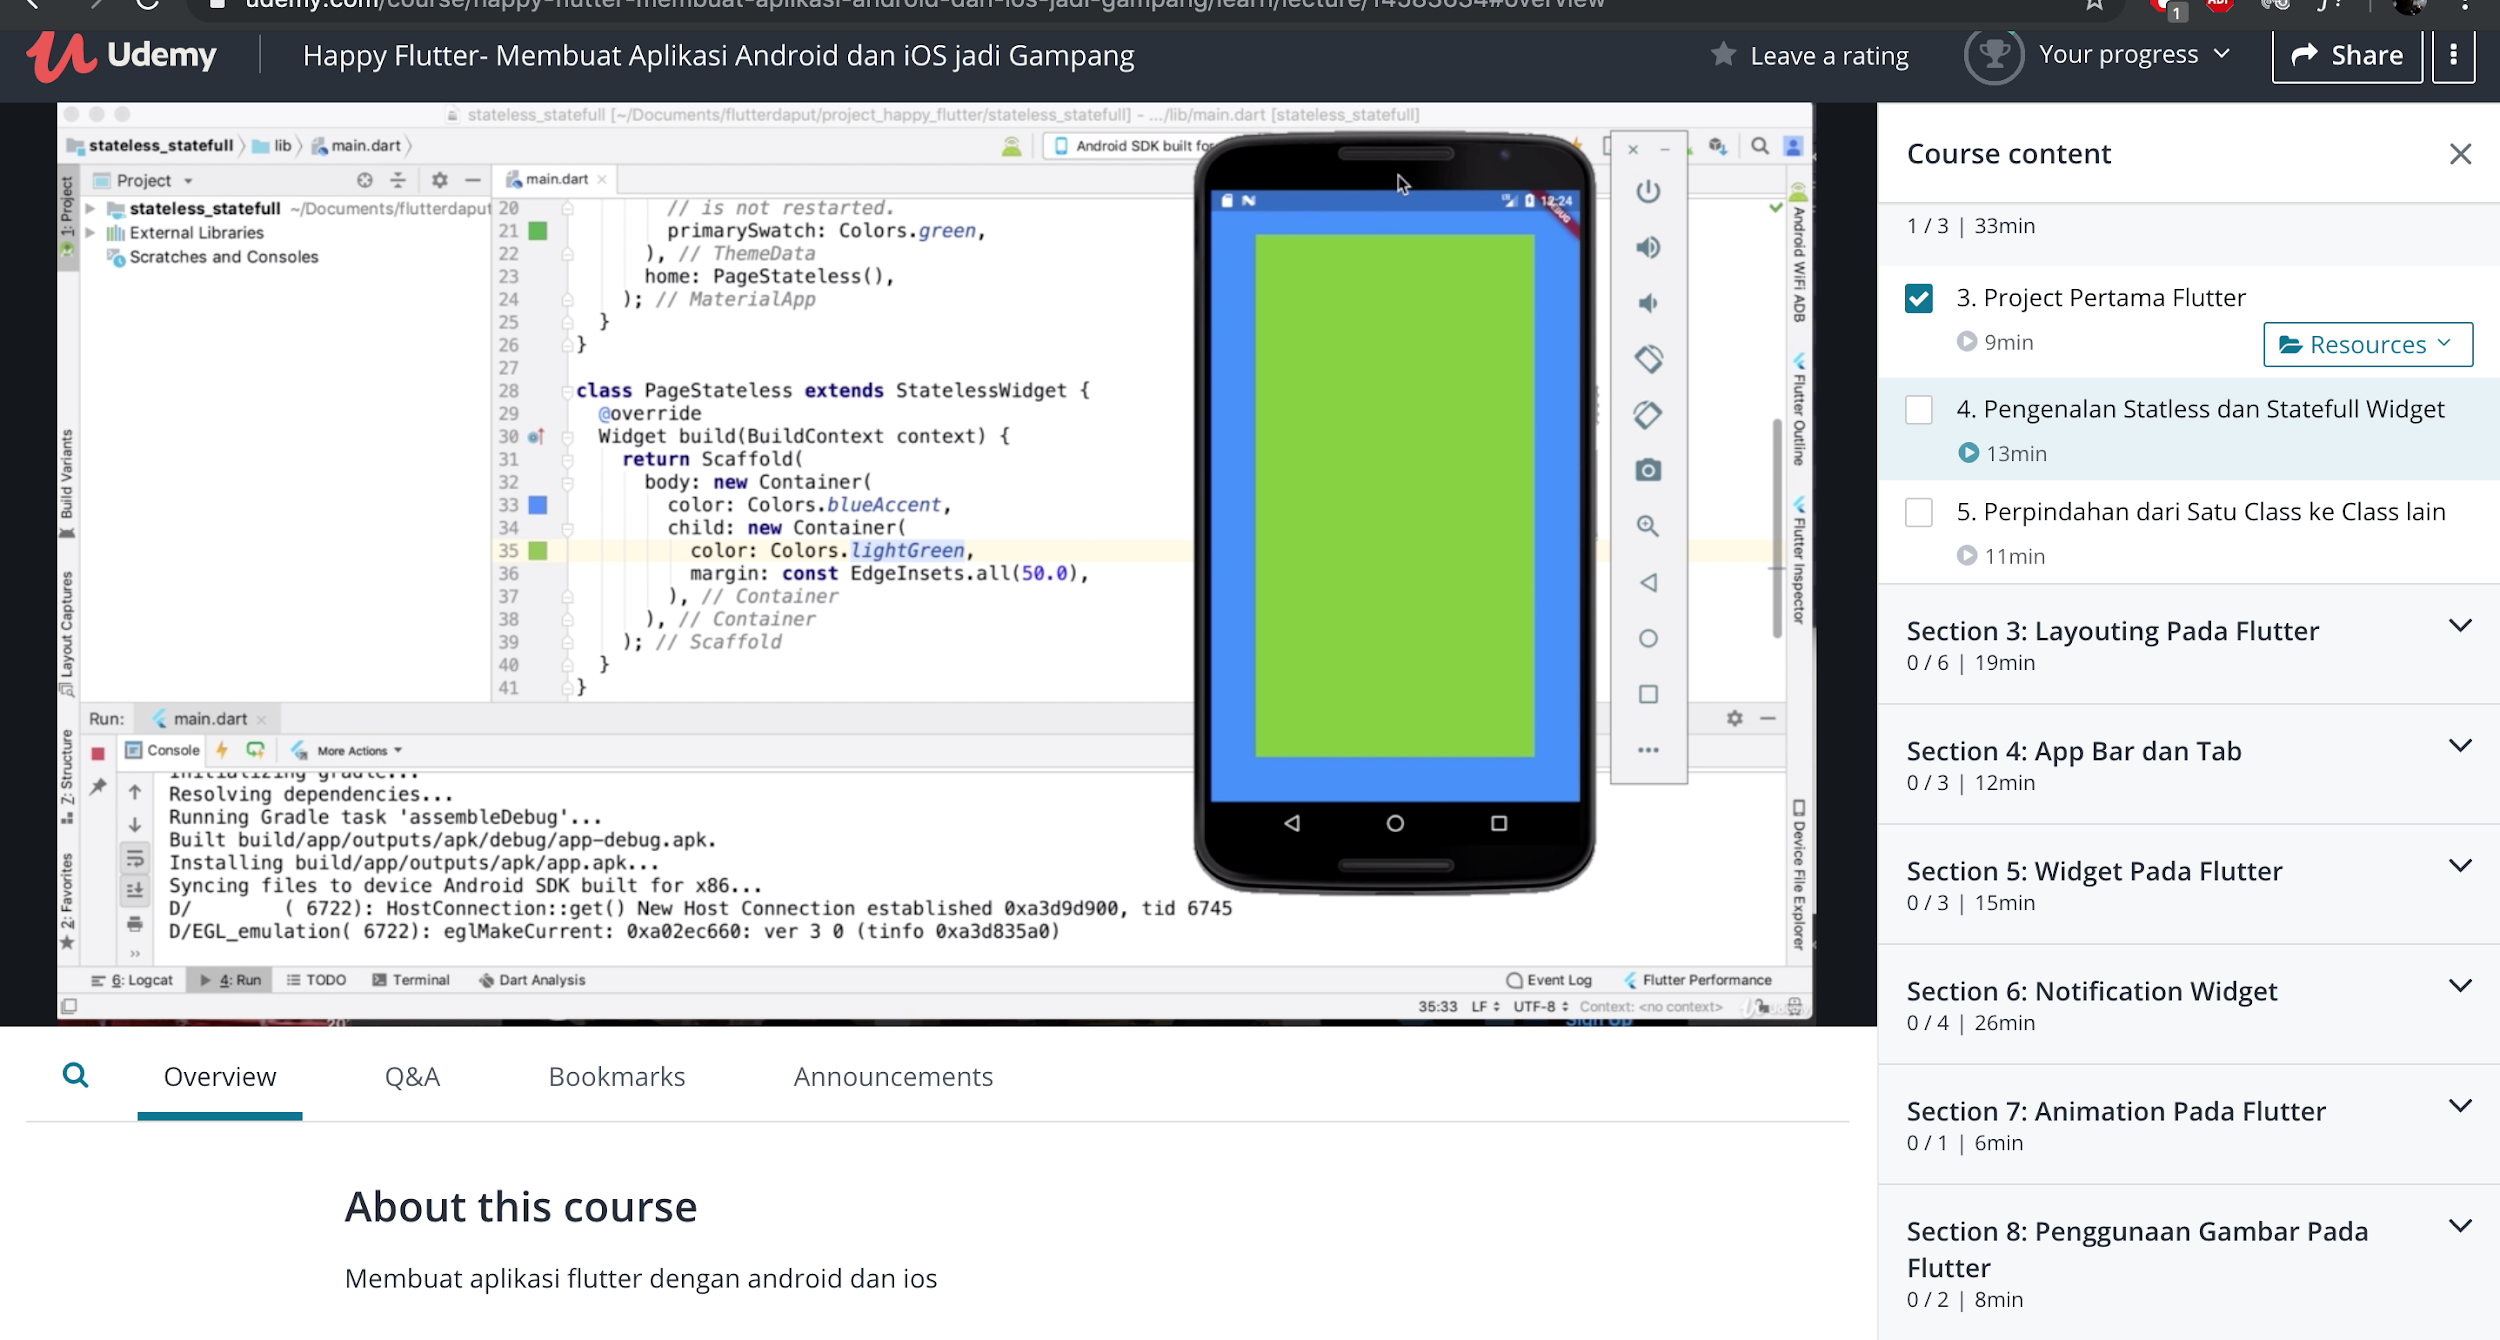 udemy.com/course/happy-flutter-membuat-aplikasi-android-dan-ios-jadi-gampang/learn/lecture/14583634#overview
1
Udemy
Happy Flutter- Membuat Aplikasi Android dan iOS jadi Gampang
Leave a rating
Your progress
Share
stateless_statefull [~/Documents/flutterdaput/project_happy_flutter/stateless_statefull] - .../lib/main.dart [stateless_statefull]
stateless_statefull
lib
main.dart
Android SDK built for
1: Project
Build Variants
Layout Captures
Z: Structure
2: Favorites
Project
stateless_statefull ~/Documents/flutterdaput
External Libraries
Scratches and Consoles
main.dart
20 // is not restarted.
21 primarySwatch: Colors.green,
22 ), // ThemeData
23 home: PageStateless(),
24 ); // MaterialApp
25 }
26 }
27
28 class PageStateless extends StatelessWidget {
29 @override
30 Widget build(BuildContext context) {
31 return Scaffold(
32 body: new Container(
33 color: Colors.blueAccent,
34 child: new Container(
35 color: Colors.lightGreen,
36 margin: const EdgeInsets.all(50.0),
37 ), // Container
38 ), // Container
39 ); // Scaffold
40 }
41 }
12:24
DEBUG
Android WiFi ADB
Flutter Outline
Flutter Inspector
Device File Explorer
Run: main.dart
Console
More Actions
Initializing gradle...
Resolving dependencies...
Running Gradle task 'assembleDebug'...
Built build/app/outputs/apk/debug/app-debug.apk.
Installing build/app/outputs/apk/app.apk...
Syncing files to device Android SDK built for x86...
D/ ( 6722): HostConnection::get() New Host Connection established 0xa3d9d900, tid 6745
D/EGL_emulation( 6722): eglMakeCurrent: 0xa02ec660: ver 3 0 (tinfo 0xa3d835a0)
6: Logcat
4: Run
TODO
Terminal
Dart Analysis
Event Log
Flutter Performance
35:33 LF UTF-8 Context: <no context>
Sign Up
Overview
Q&A
Bookmarks
Announcements
About this course
Membuat aplikasi flutter dengan android dan ios
Course content
1 / 3 | 33min
3. Project Pertama Flutter
9min
Resources
4. Pengenalan Statless dan Statefull Widget
13min
5. Perpindahan dari Satu Class ke Class lain
11min
Section 3: Layouting Pada Flutter
0 / 6 | 19min
Section 4: App Bar dan Tab
0 / 3 | 12min
Section 5: Widget Pada Flutter
0 / 3 | 15min
Section 6: Notification Widget
0 / 4 | 26min
Section 7: Animation Pada Flutter
0 / 1 | 6min
Section 8: Penggunaan Gambar Pada
Flutter
0 / 2 | 8min